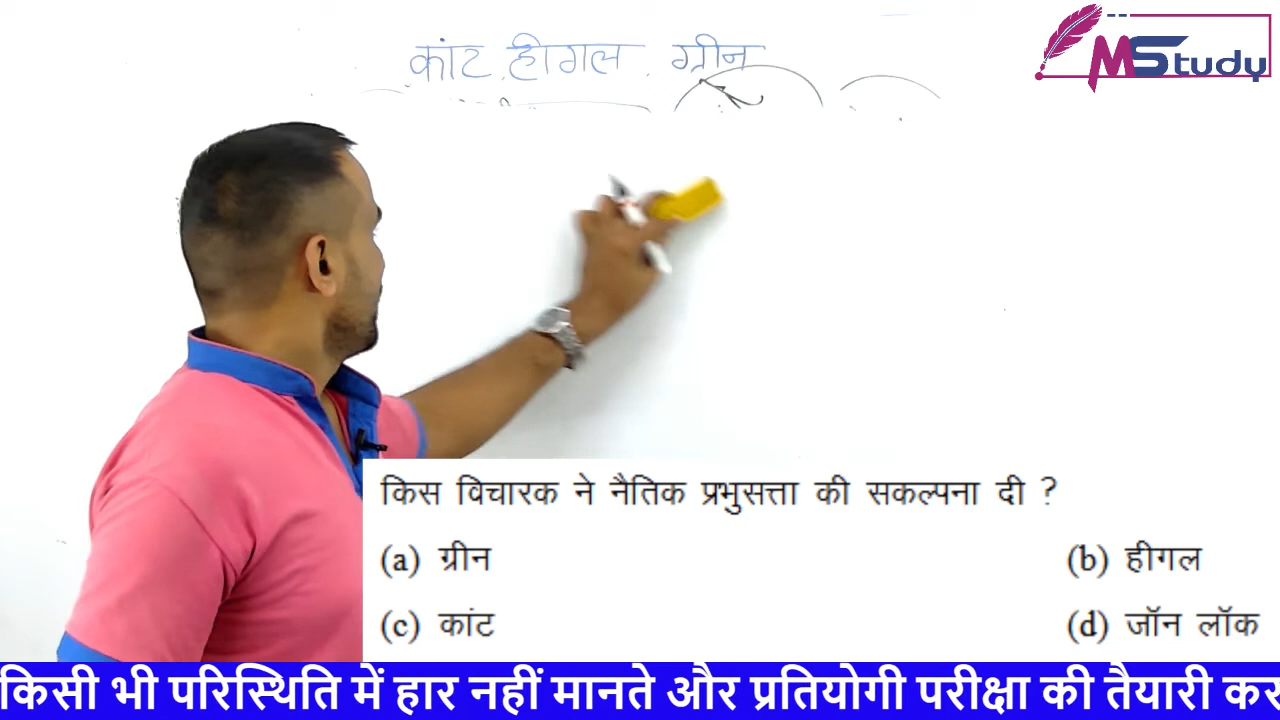 कांट, हीगल, ग्रीन
MStudy
किस विचारक ने नैतिक प्रभुसत्ता की सकल्पना दी ?
(a) ग्रीन
(b) हीगल
(c) कांट
(d) जॉन लॉक
किसी भी परिस्थिति में हार नहीं मानते और प्रतियोगी परीक्षा की तैयारी कर